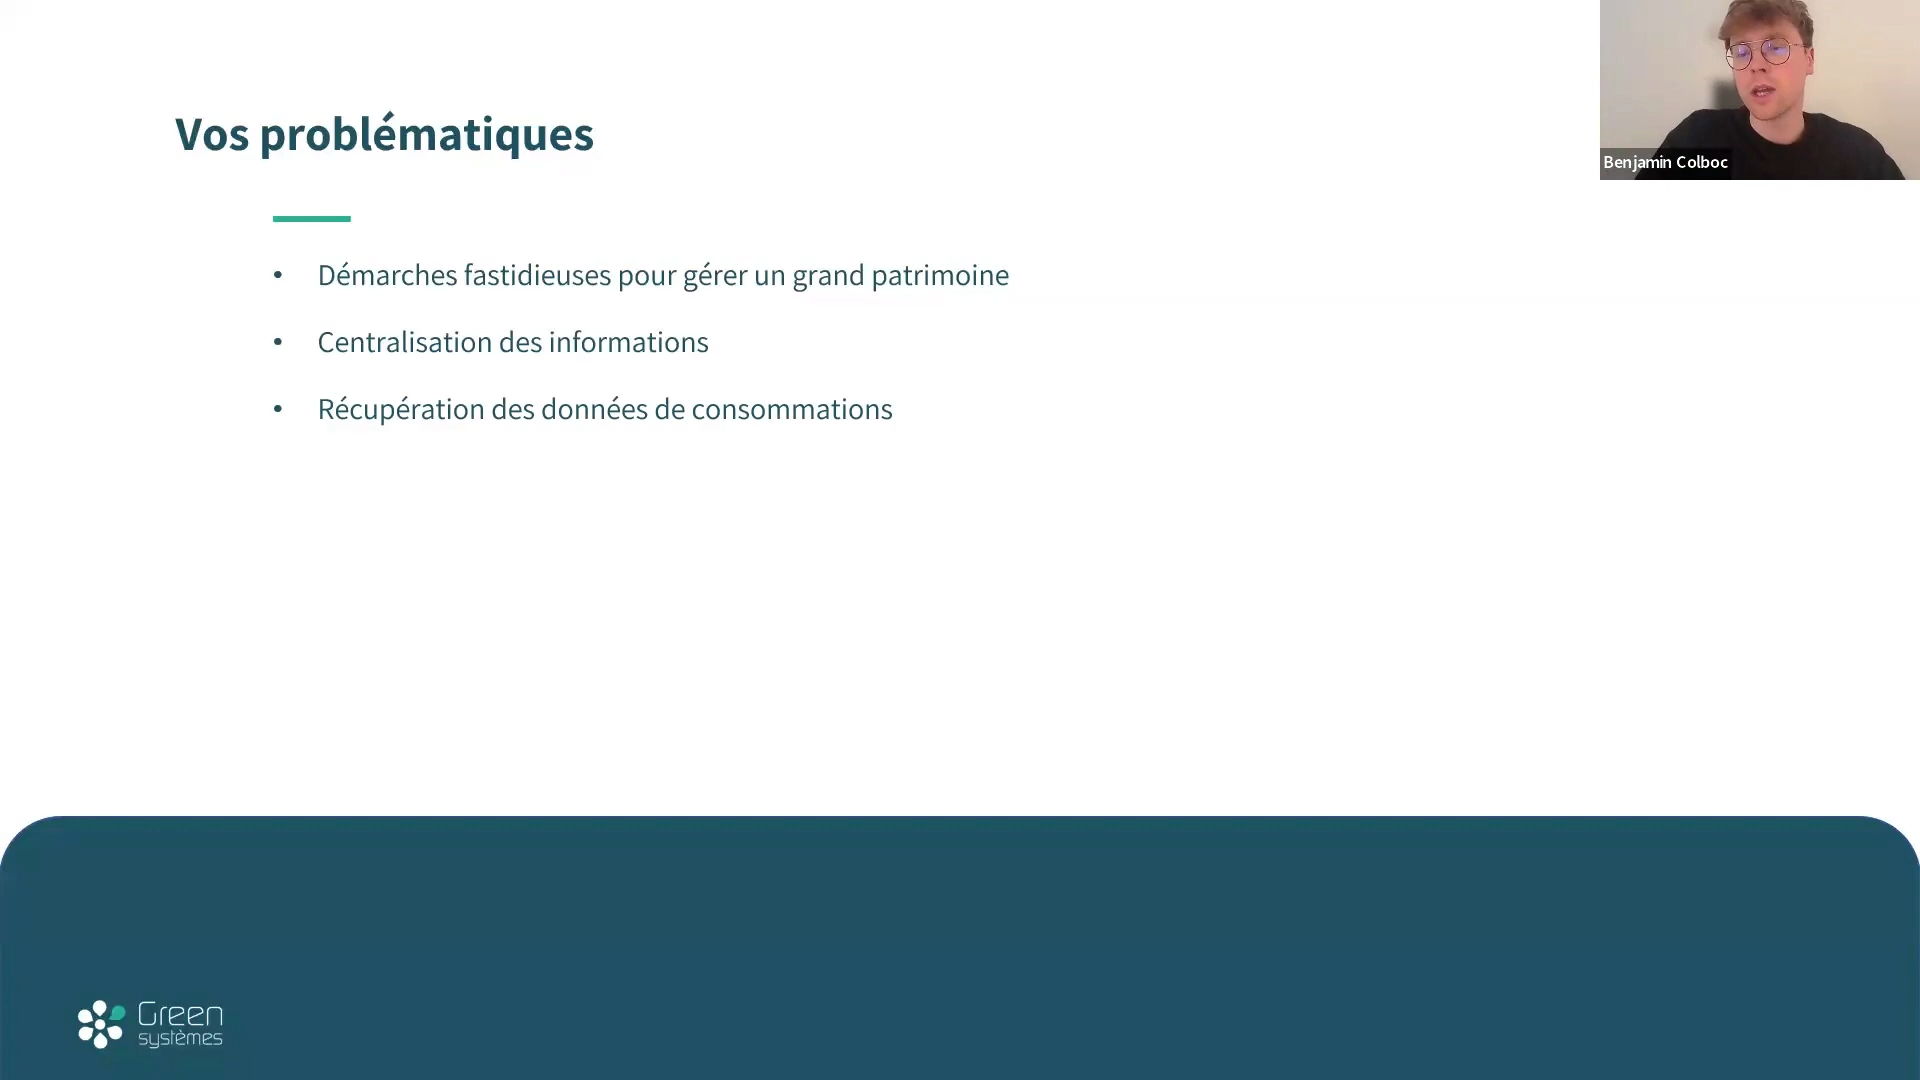 Vos problématiques
Benjamin Colboc
• Démarches fastidieuses pour gérer un grand patrimoine
• Centralisation des informations
• Récupération des données de consommations
Green
systèmes